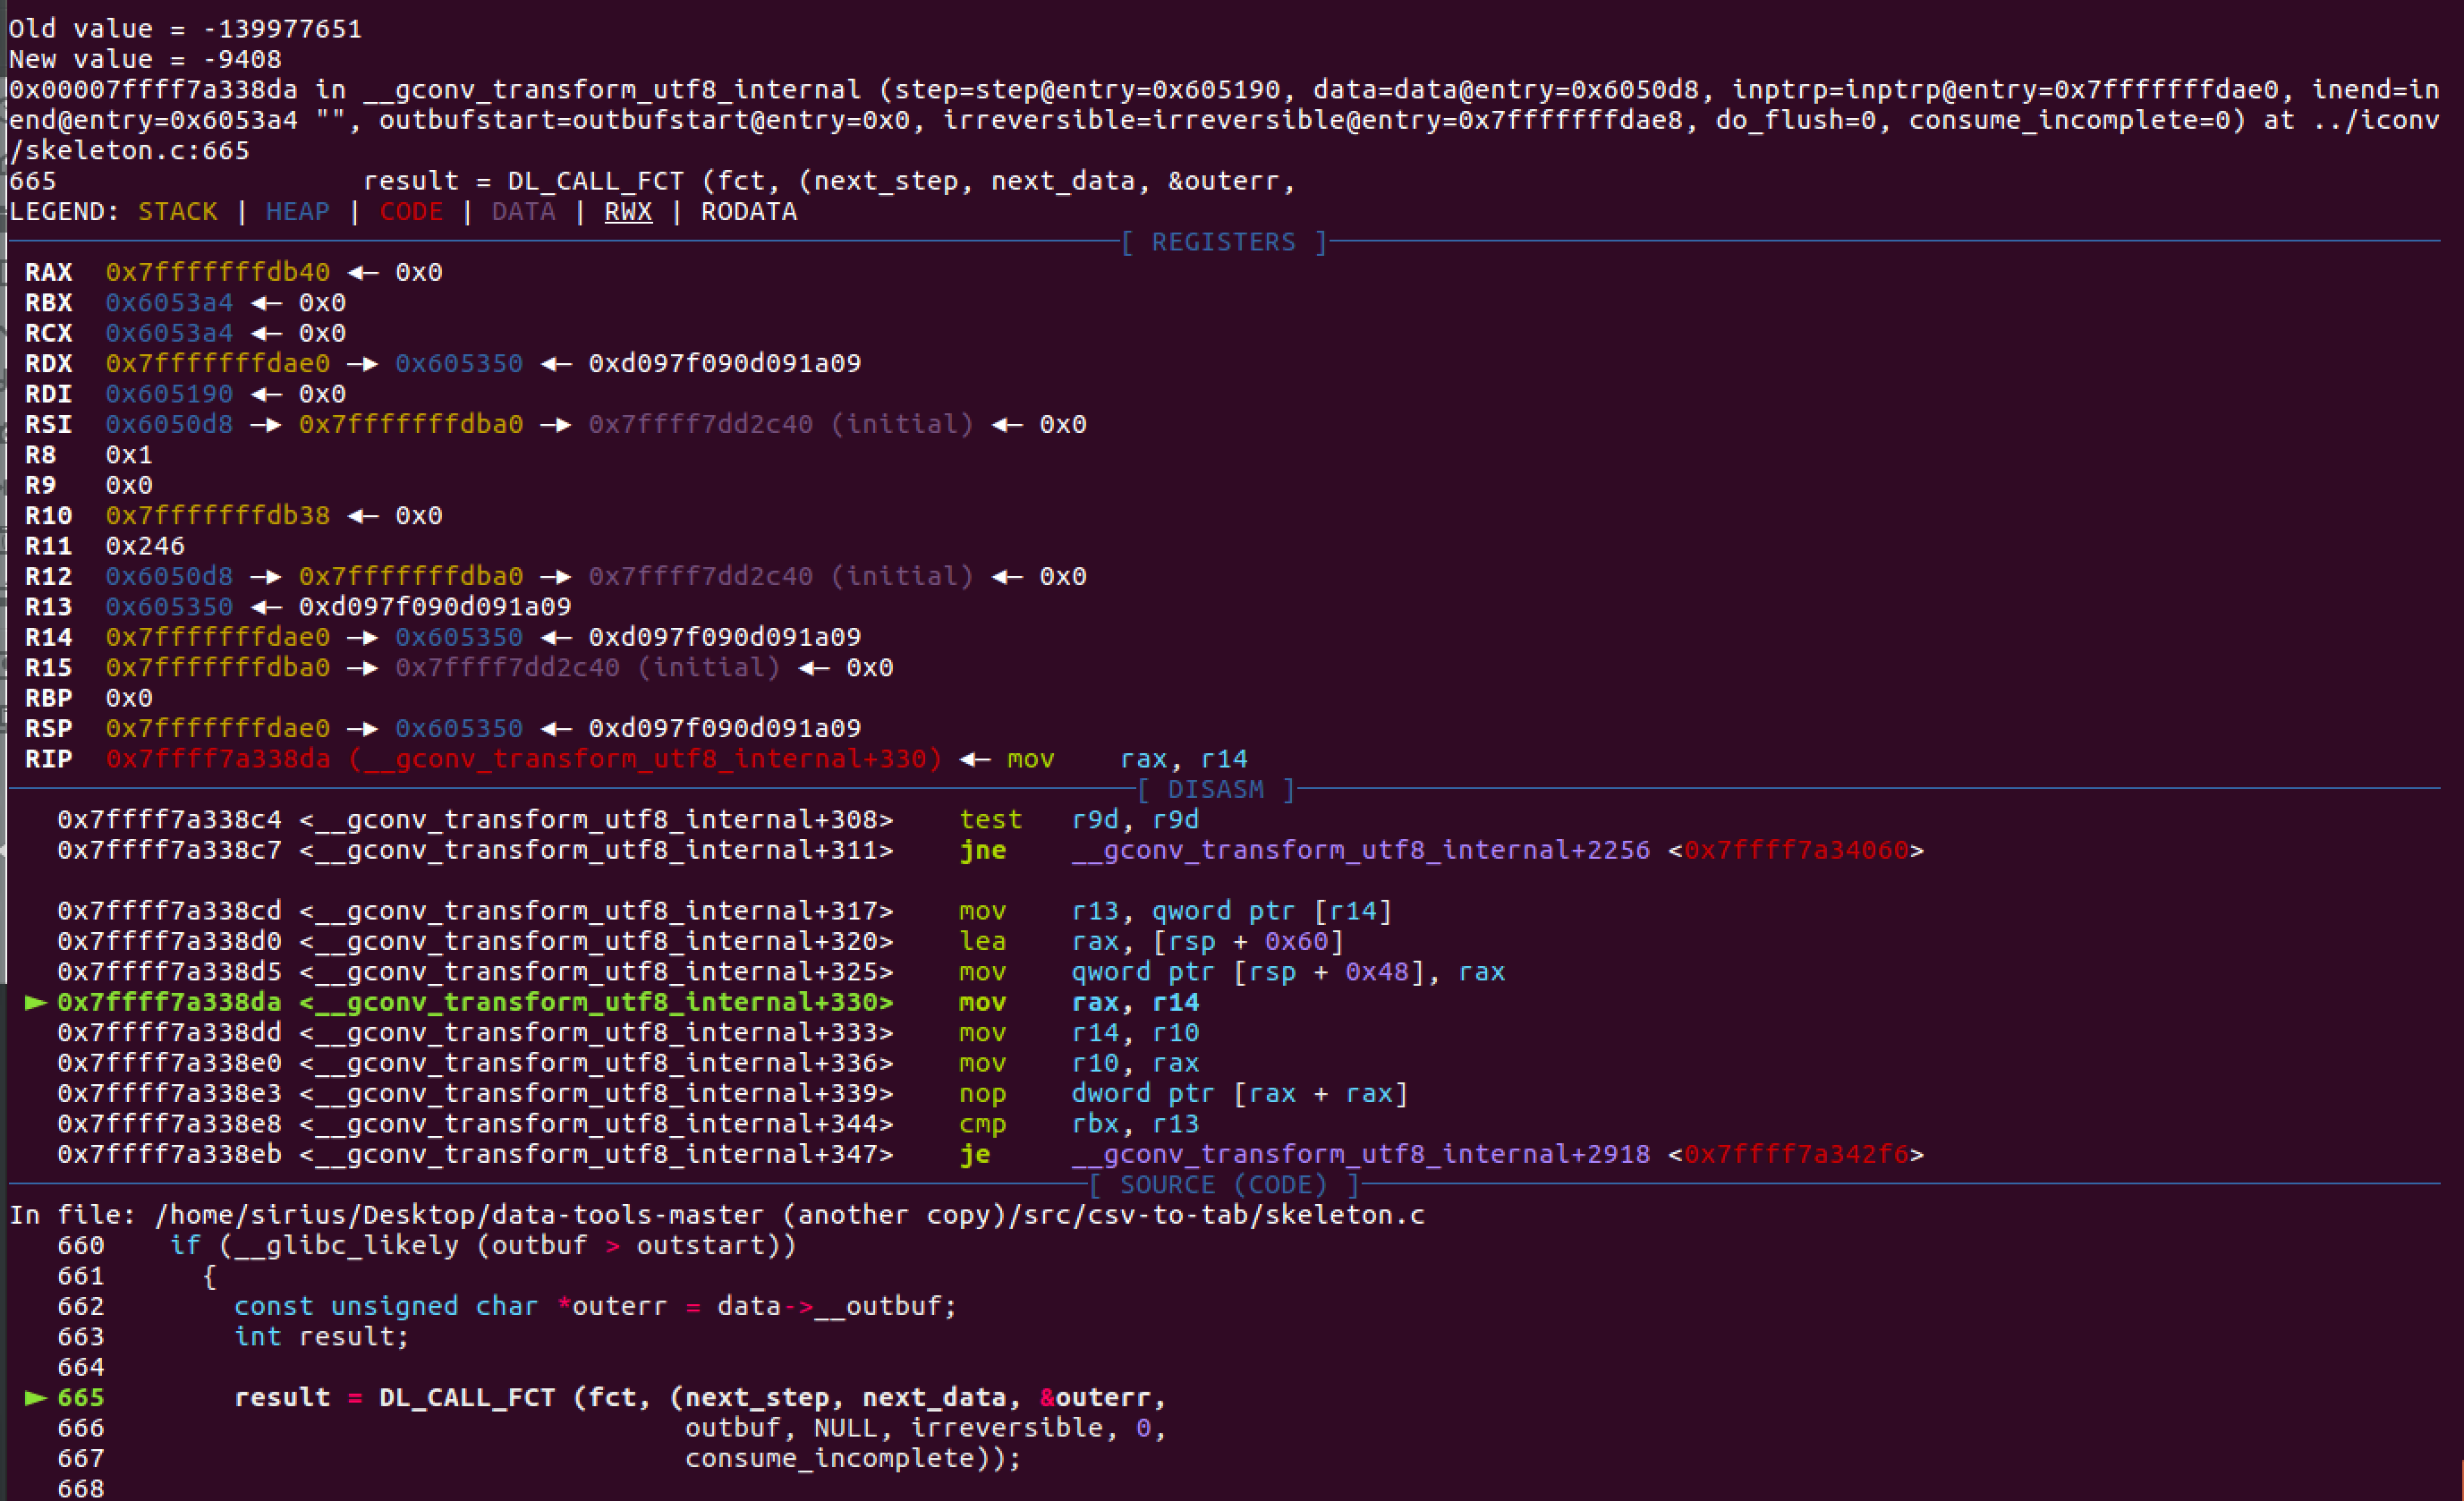 Old value = -139977651
New value = -9408
0x00007ffff7a338da in __gconv_transform_utf8_internal (step=step@entry=0x605190, data=data@entry=0x6050d8, inptrp=inptrp@entry=0x7fffffffdae0, inend=in
end@entry=0x6053a4 "", outbufstart=outbufstart@entry=0x0, irreversible=irreversible@entry=0x7fffffffdae8, do_flush=0, consume_incomplete=0) at ../iconv
/skeleton.c:665
665                   result = DL_CALL_FCT (fct, (next_step, next_data, &outerr,
LEGEND: STACK | HEAP | CODE | DATA | RWX | RODATA
[ REGISTERS ]
RAX  0x7fffffffdb40 ◂— 0x0
RBX  0x6053a4 ◂— 0x0
RCX  0x6053a4 ◂— 0x0
RDX  0x7fffffffdae0 —▸ 0x605350 ◂— 0xd097f090d091a09
RDI  0x605190 ◂— 0x0
RSI  0x6050d8 —▸ 0x7fffffffdba0 —▸ 0x7ffff7dd2c40 (initial) ◂— 0x0
R8   0x1
R9   0x0
R10  0x7fffffffdb38 ◂— 0x0
R11  0x246
R12  0x6050d8 —▸ 0x7fffffffdba0 —▸ 0x7ffff7dd2c40 (initial) ◂— 0x0
R13  0x605350 ◂— 0xd097f090d091a09
R14  0x7fffffffdae0 —▸ 0x605350 ◂— 0xd097f090d091a09
R15  0x7fffffffdba0 —▸ 0x7ffff7dd2c40 (initial) ◂— 0x0
RBP  0x0
RSP  0x7fffffffdae0 —▸ 0x605350 ◂— 0xd097f090d091a09
RIP  0x7ffff7a338da (__gconv_transform_utf8_internal+330) ◂— mov    rax, r14
[ DISASM ]
0x7ffff7a338c4 <__gconv_transform_utf8_internal+308>    test   r9d, r9d
0x7ffff7a338c7 <__gconv_transform_utf8_internal+311>    jne    __gconv_transform_utf8_internal+2256 <0x7ffff7a34060>
0x7ffff7a338cd <__gconv_transform_utf8_internal+317>    mov    r13, qword ptr [r14]
0x7ffff7a338d0 <__gconv_transform_utf8_internal+320>    lea    rax, [rsp + 0x60]
0x7ffff7a338d5 <__gconv_transform_utf8_internal+325>    mov    qword ptr [rsp + 0x48], rax
► 0x7ffff7a338da <__gconv_transform_utf8_internal+330>    mov    rax, r14
0x7ffff7a338dd <__gconv_transform_utf8_internal+333>    mov    r14, r10
0x7ffff7a338e0 <__gconv_transform_utf8_internal+336>    mov    r10, rax
0x7ffff7a338e3 <__gconv_transform_utf8_internal+339>    nop    dword ptr [rax + rax]
0x7ffff7a338e8 <__gconv_transform_utf8_internal+344>    cmp    rbx, r13
0x7ffff7a338eb <__gconv_transform_utf8_internal+347>    je     __gconv_transform_utf8_internal+2918 <0x7ffff7a342f6>
[ SOURCE (CODE) ]
In file: /home/sirius/Desktop/data-tools-master (another copy)/src/csv-to-tab/skeleton.c
660    if (__glibc_likely (outbuf > outstart))
661      {
662        const unsigned char *outerr = data->__outbuf;
663        int result;
664
► 665        result = DL_CALL_FCT (fct, (next_step, next_data, &outerr,
666                                    outbuf, NULL, irreversible, 0,
667                                    consume_incomplete));
668